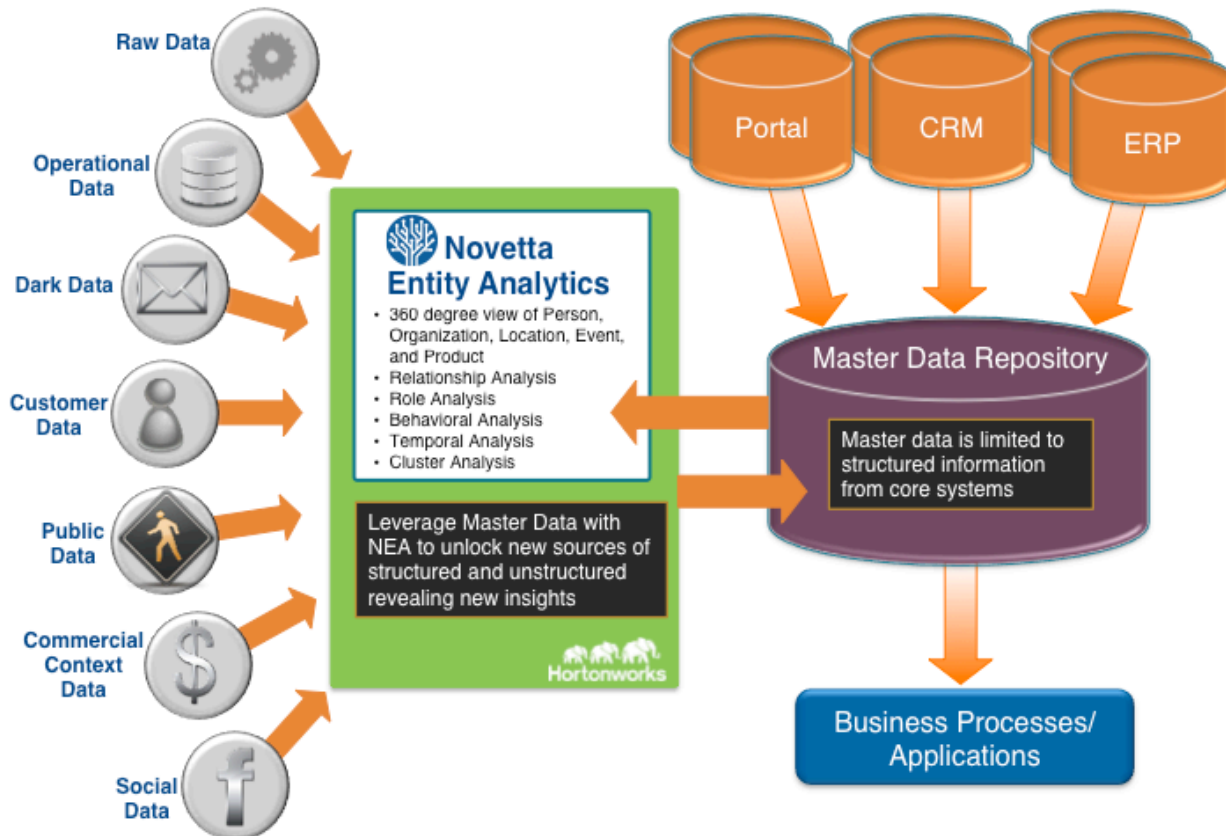 Raw Data
Operational
Data
Dark Data
Customer
Data
Public
Data
Commercial
Context
Data
Social
Data
f
$
Novetta
Entity Analytics
• 360 degree view of Person,
Organization, Location, Event,
and Product
• Relationship Analysis
• Role Analysis
• Behavioral Analysis
• Temporal Analysis
• Cluster Analysis
Leverage Master Data with
NEA to unlock new sources of
structured and unstructured
revealing new insights
Hortonworks
Portal
CRM
ERP
Master Data Repository
Master data is limited to
structured information
from core systems
Business Processes/
Applications